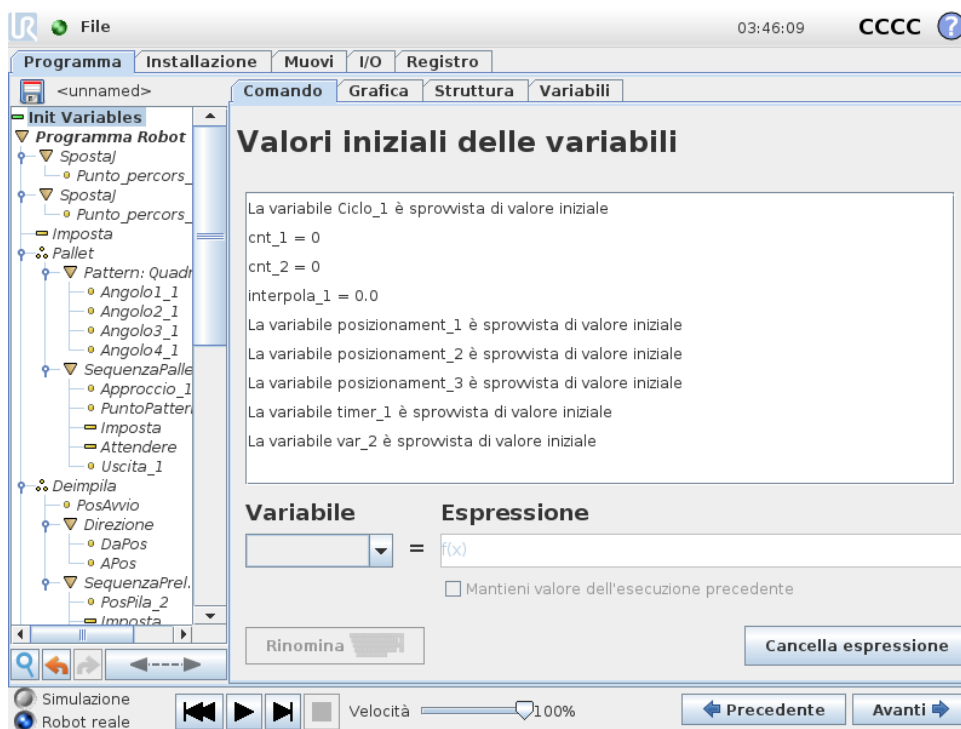 UR File 03:46:09 CCCC ?
Programma Installazione Muovi I/O Registro
<unnamed>
Comando Grafica Struttura Variabili
Init Variables
Programma Robot
SpostaJ
Punto_percors_
SpostaJ
Punto_percors_
Imposta
Pallet
Pattern: Quadr
Angolo1_1
Angolo2_1
Angolo3_1
Angolo4_1
SequenzaPalle
Approccio_1
PuntoPatter
Imposta
Attendere
Uscita_1
Deimpila
PosAvvio
Direzione
DaPos
APos
SequenzaPrel.
PosPila_2
Imposta
Valori iniziali delle variabili
La variabile Ciclo_1 è sprovvista di valore iniziale
cnt_1 = 0
cnt_2 = 0
interpola_1 = 0.0
La variabile posizionament_1 è sprovvista di valore iniziale
La variabile posizionament_2 è sprovvista di valore iniziale
La variabile posizionament_3 è sprovvista di valore iniziale
La variabile timer_1 è sprovvista di valore iniziale
La variabile var_2 è sprovvista di valore iniziale
Variabile Espressione
= f(x)
Mantieni valore dell'esecuzione precedente
Rinomina
Cancella espressione
Simulazione
Robot reale
Velocità 100%
Precedente Avanti